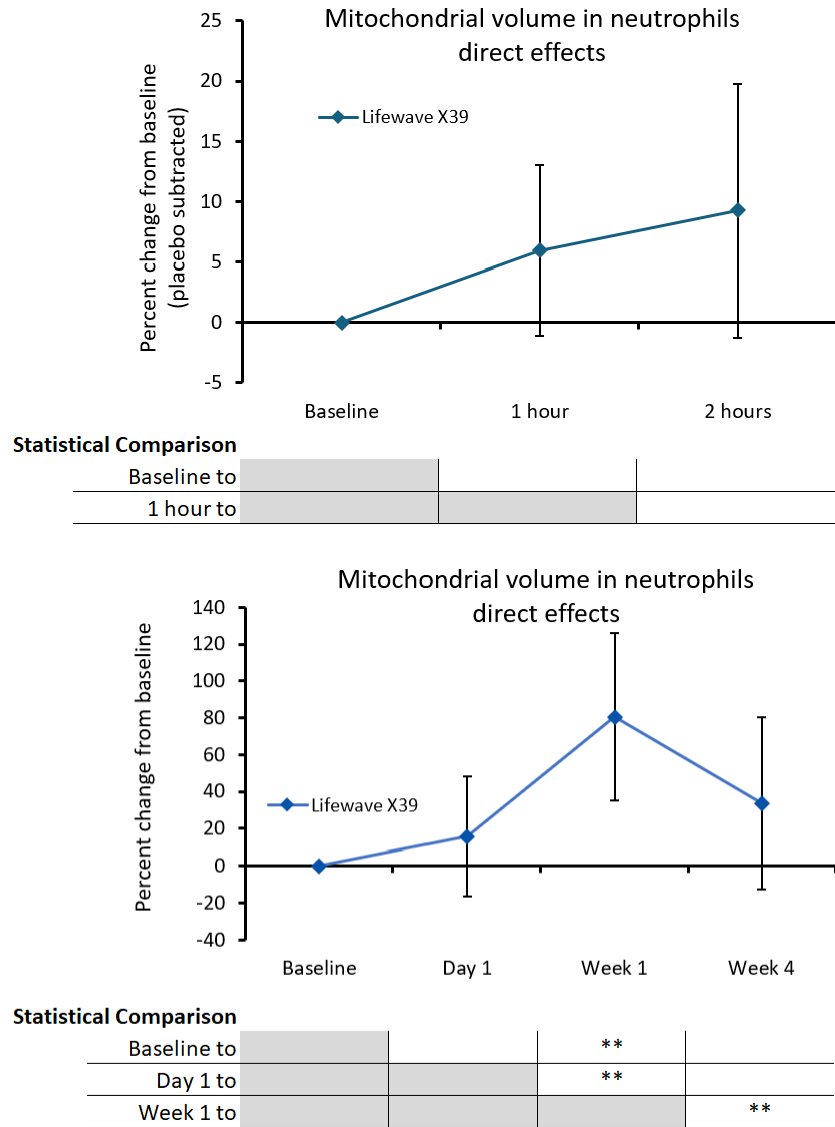 Mitochondrial volume in neutrophils
direct effects
Percent change from baseline
(placebo subtracted)
25
20
15
10
5
0
-5
Lifewave X39
Baseline 1 hour 2 hours
Statistical Comparison
Baseline to
1 hour to
Mitochondrial volume in neutrophils
direct effects
Percent change from baseline
140
120
100
80
60
40
20
0
-20
-40
Lifewave X39
Baseline Day 1 Week 1 Week 4
Statistical Comparison
Baseline to **
Day 1 to **
Week 1 to **